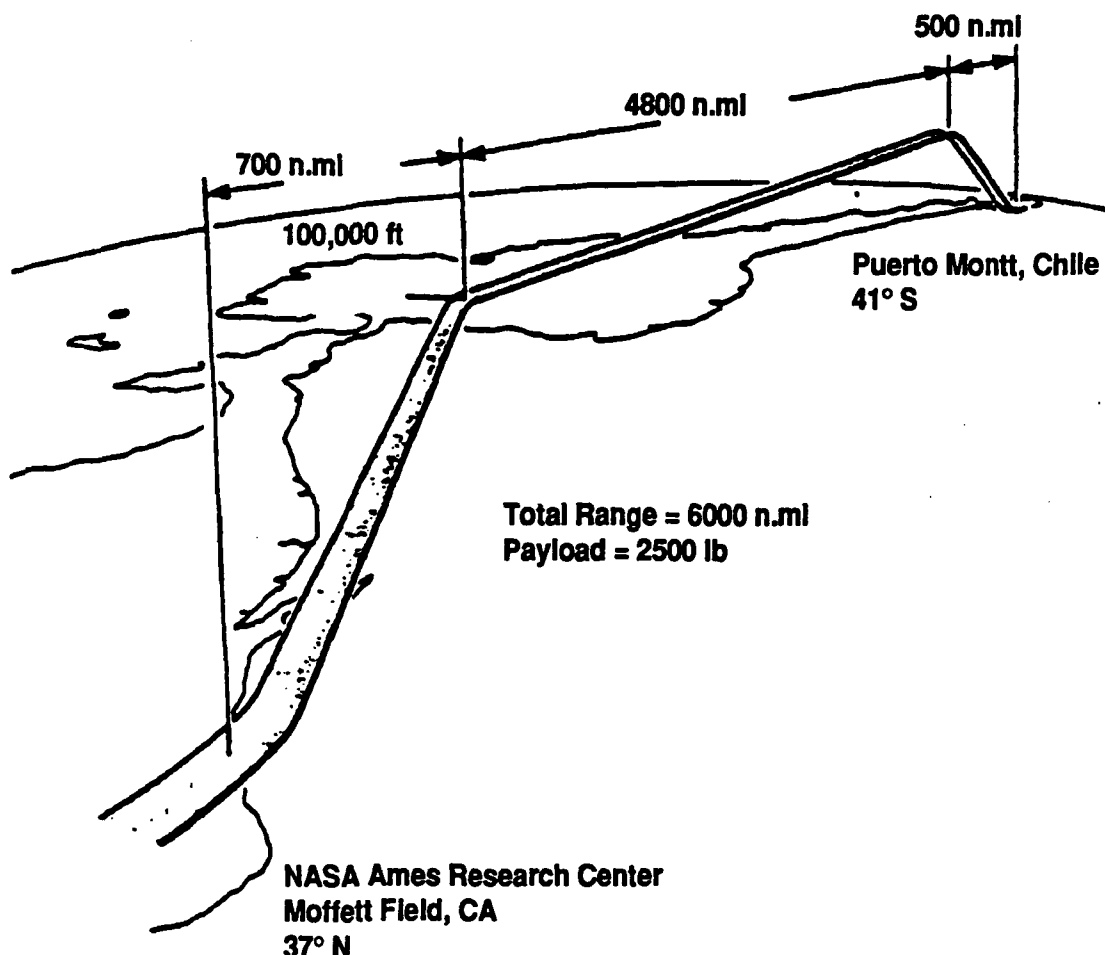 500 n.mi
4800 n.mi
700 n.mi
100,000 ft
Puerto Montt, Chile
41° S
Total Range = 6000 n.mi
Payload = 2500 lb
NASA Ames Research Center
Moffett Field, CA
37° N